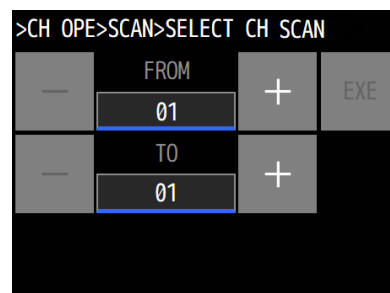 >CH OPE>SCAN>SELECT CH SCAN
FROM
— 01 + EXE
TO
— 01 +